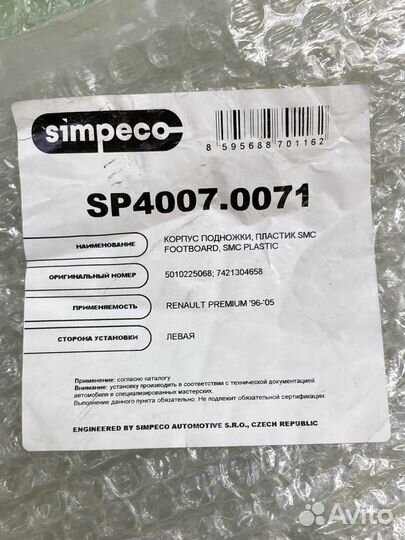 simpeco
8 595688 701162
SP4007.0071
НАИМЕНОВАНИЕ
КОРПУС ПОДНОЖКИ, ПЛАСТИК SMC
FOOTBOARD, SMC PLASTIC
ОРИГИНАЛЬНЫЙ НОМЕР
5010225068; 7421304658
ПРИМЕНЯЕМОСТЬ
RENAULT PREMIUM '96-'05
СТОРОНА УСТАНОВКИ
ЛЕВАЯ
Применение: согласно каталогу
Внимание: установку производить в соответствии с технической документацией
автомобиля в специализированных мастерских.
Выполнение данного пункта обязательно. Не подлежит обязательной сертификации.
ENGINEERED BY SIMPECO AUTOMOTIVE S.R.O., CZECH REPUBLIC
Avito